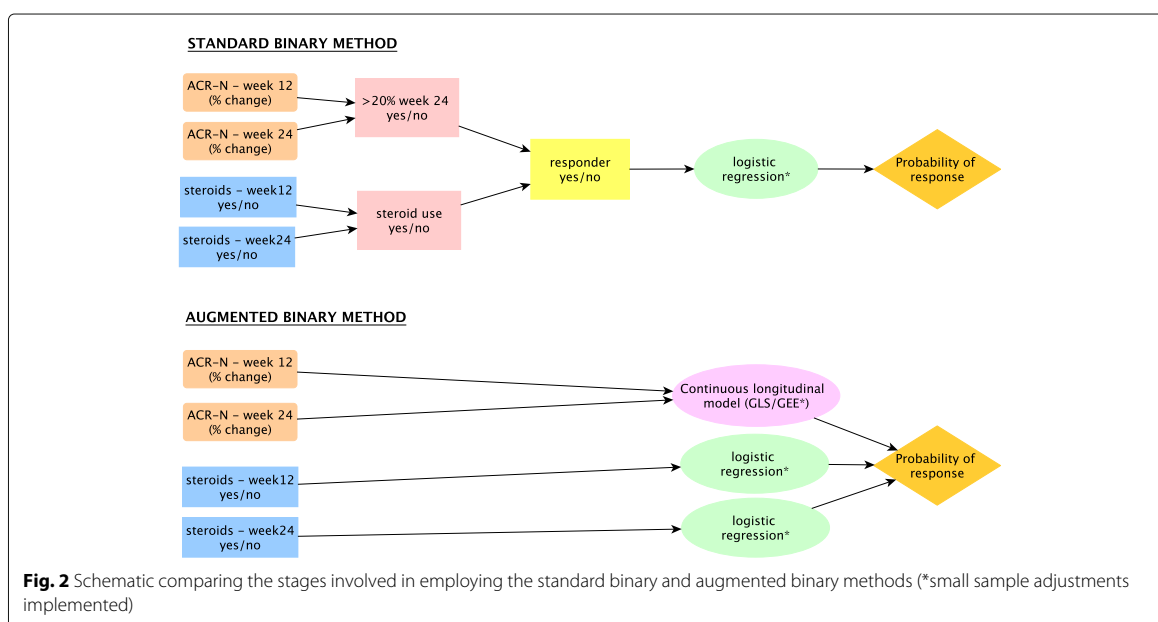 STANDARD BINARY METHOD
ACR-N - week 12
(% change)
ACR-N - week 24
(% change)
steroids - week12
yes/no
steroids - week24
yes/no
>20% week 24
yes/no
steroid use
yes/no
responder
yes/no
logistic
regression*
Probability of
response
AUGMENTED BINARY METHOD
ACR-N - week 12
(% change)
ACR-N - week 24
(% change)
steroids - week12
yes/no
steroids - week24
yes/no
Continuous longitudinal
model (GLS/GEE*)
logistic
regression*
logistic
regression*
Probability of
response
Fig. 2 Schematic comparing the stages involved in employing the standard binary and augmented binary methods (*small sample adjustments
implemented)